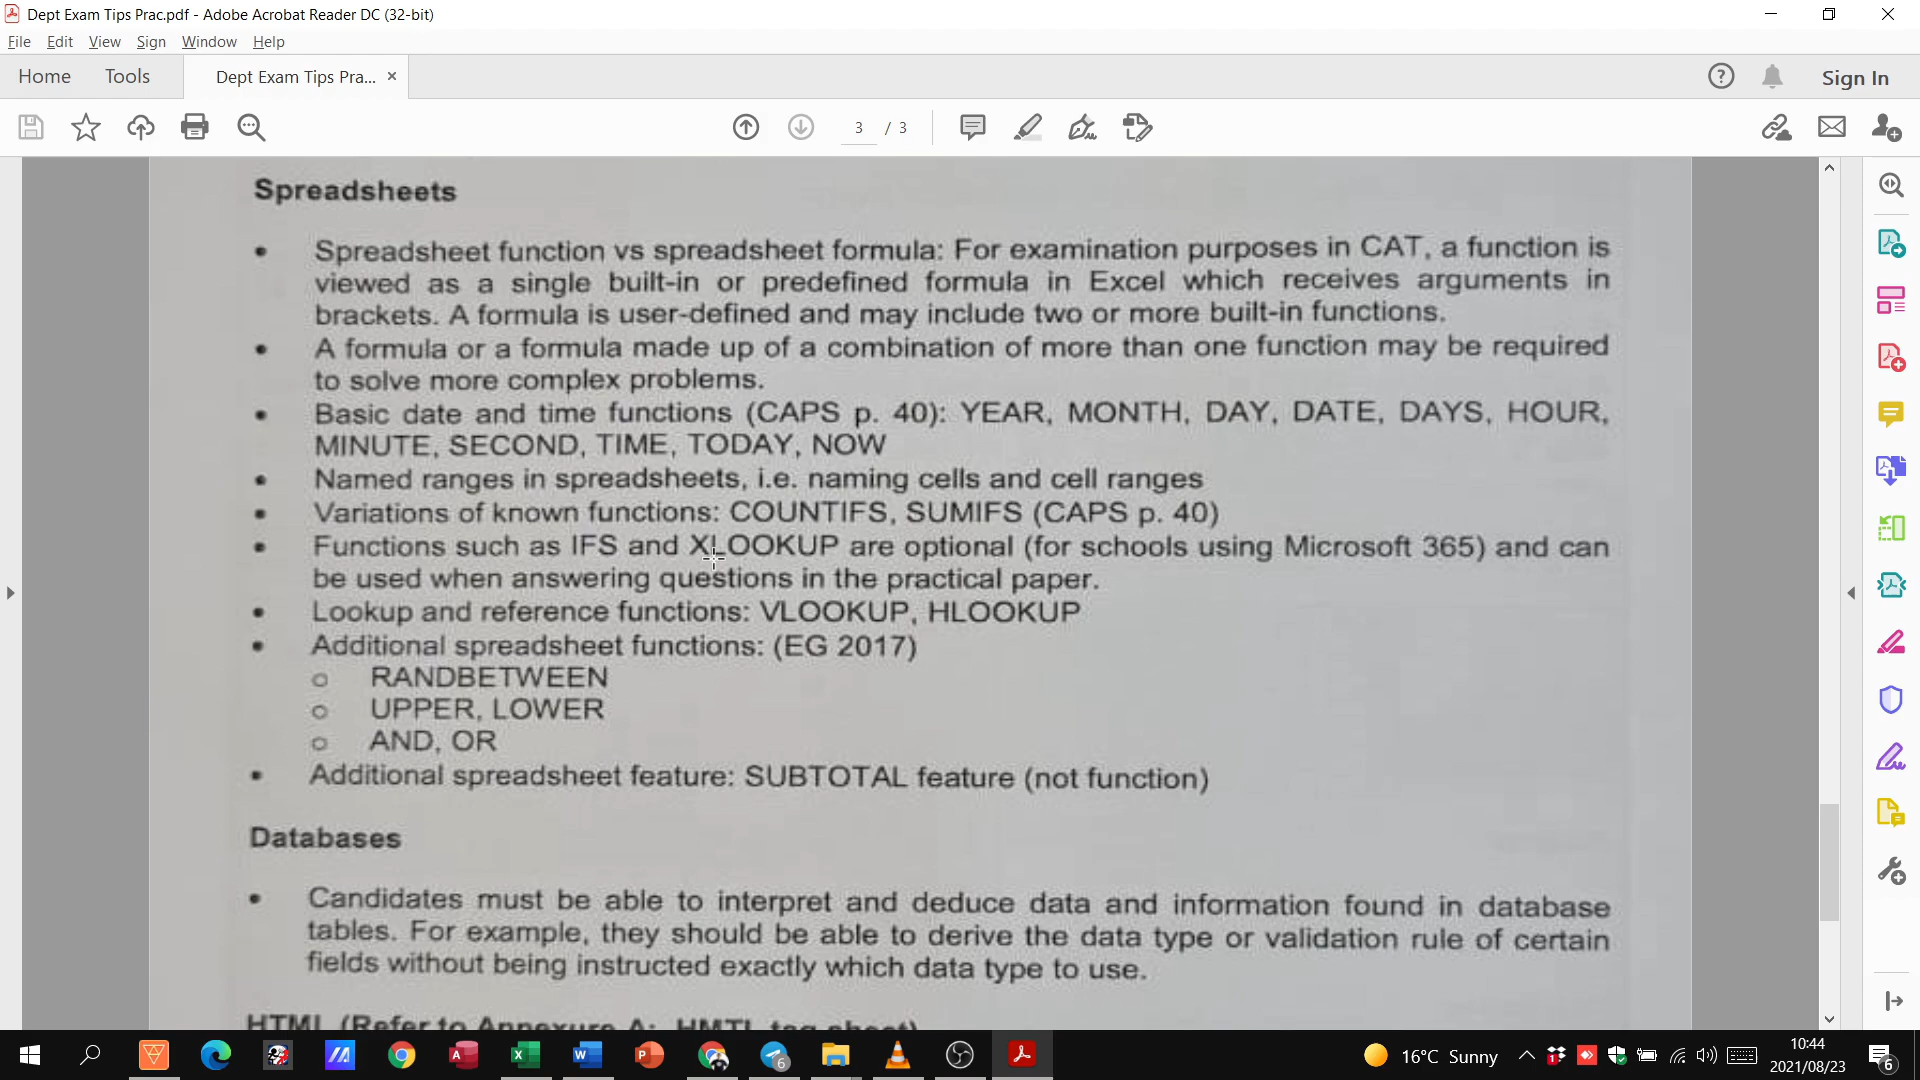 Dept Exam Tips Prac.pdf - Adobe Acrobat Reader DC (32-bit)
File Edit View Sign Window Help
Home Tools Dept Exam Tips Pra... × Sign In
3 / 3
Spreadsheets
• Spreadsheet function vs spreadsheet formula: For examination purposes in CAT, a function is
viewed as a single built-in or predefined formula in Excel which receives arguments in
brackets. A formula is user-defined and may include two or more built-in functions.
• A formula or a formula made up of a combination of more than one function may be required
to solve more complex problems.
• Basic date and time functions (CAPS p. 40): YEAR, MONTH, DAY, DATE, DAYS, HOUR,
MINUTE, SECOND, TIME, TODAY, NOW
• Named ranges in spreadsheets, i.e. naming cells and cell ranges
• Variations of known functions: COUNTIFS, SUMIFS (CAPS p. 40)
• Functions such as IFS and XLOOKUP are optional (for schools using Microsoft 365) and can
be used when answering questions in the practical paper.
• Lookup and reference functions: VLOOKUP, HLOOKUP
• Additional spreadsheet functions: (EG 2017)
o RANDBETWEEN
o UPPER, LOWER
o AND, OR
• Additional spreadsheet feature: SUBTOTAL feature (not function)
Databases
• Candidates must be able to interpret and deduce data and information found in database
tables. For example, they should be able to derive the data type or validation rule of certain
fields without being instructed exactly which data type to use.
HTML (Refer to Annexure A: HMTL tag sheet)
16°C Sunny
10:44
2021/08/23
6
6